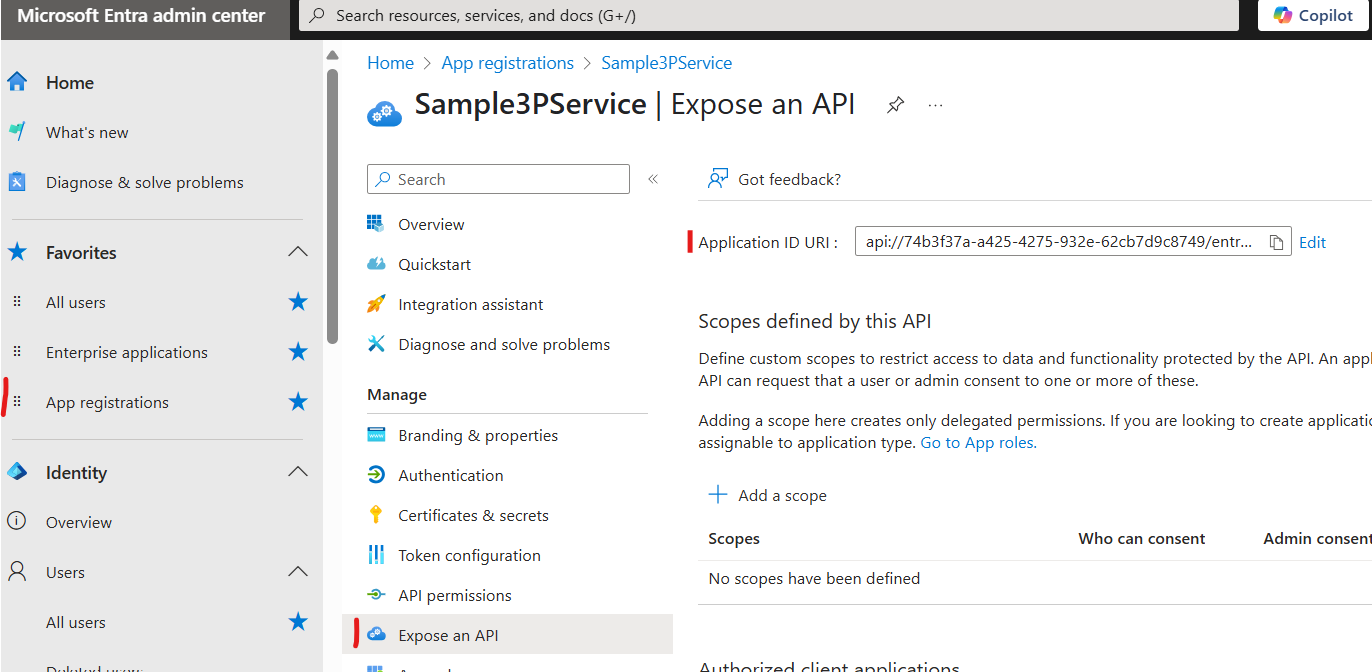 Microsoft Entra admin center
Search resources, services, and docs (G+/)
Copilot
Home
What's new
Diagnose & solve problems
Favorites
All users
Enterprise applications
App registrations
Identity
Overview
Users
All users
Home > App registrations > Sample3PService
Sample3PService | Expose an API
Search
Overview
Quickstart
Integration assistant
Diagnose and solve problems
Manage
Branding & properties
Authentication
Certificates & secrets
Token configuration
API permissions
Expose an API
Got feedback?
Application ID URI : api://74b3f37a-a425-4275-932e-62cb7d9c8749/entr... Edit
Scopes defined by this API
Define custom scopes to restrict access to data and functionality protected by the API. An appl
API can request that a user or admin consent to one or more of these.
Adding a scope here creates only delegated permissions. If you are looking to create applicatio
assignable to application type. Go to App roles.
Add a scope
Scopes Who can consent Admin consent
No scopes have been defined
Authorized client applications